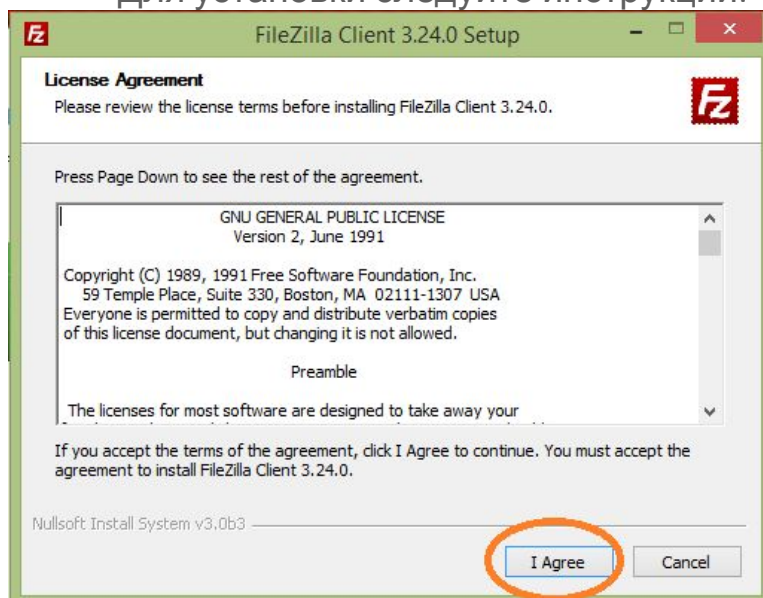 Для установки следуйте инструкции.
FileZilla Client 3.24.0 Setup
License Agreement
Please review the license terms before installing FileZilla Client 3.24.0.
Press Page Down to see the rest of the agreement.
GNU GENERAL PUBLIC LICENSE
Version 2, June 1991
Copyright (C) 1989, 1991 Free Software Foundation, Inc.
59 Temple Place, Suite 330, Boston, MA 02111-1307 USA
Everyone is permitted to copy and distribute verbatim copies
of this license document, but changing it is not allowed.
Preamble
The licenses for most software are designed to take away your
If you accept the terms of the agreement, click I Agree to continue. You must accept the
agreement to install FileZilla Client 3.24.0.
Nullsoft Install System v3.0b3
I Agree
Cancel